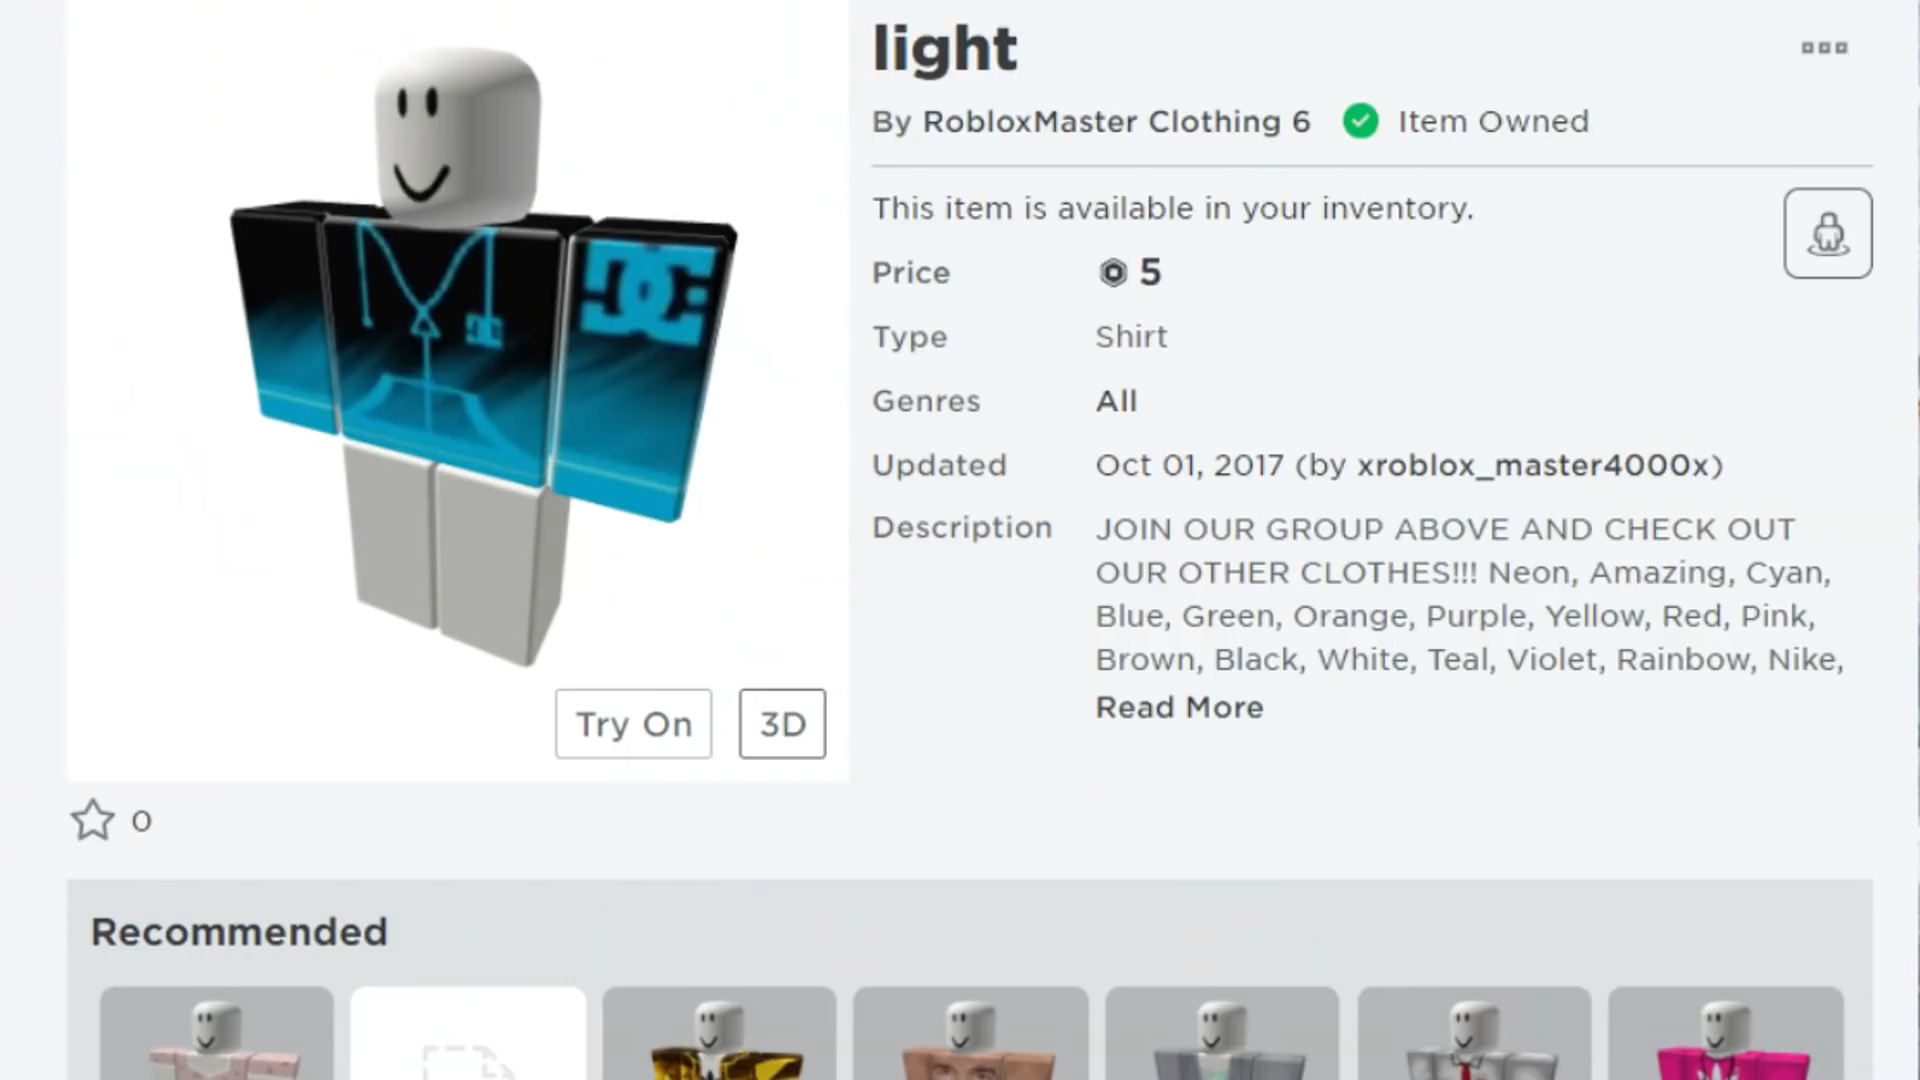 light
By RobloxMaster Clothing 6 Item Owned
This item is available in your inventory.
Price 5
Type Shirt
Genres All
Updated Oct 01, 2017 (by xroblox_master4000x)
Description JOIN OUR GROUP ABOVE AND CHECK OUT
OUR OTHER CLOTHES!!! Neon, Amazing, Cyan,
Blue, Green, Orange, Purple, Yellow, Red, Pink,
Brown, Black, White, Teal, Violet, Rainbow, Nike,
Read More
DC
DC
Try On 3D
0
Recommended